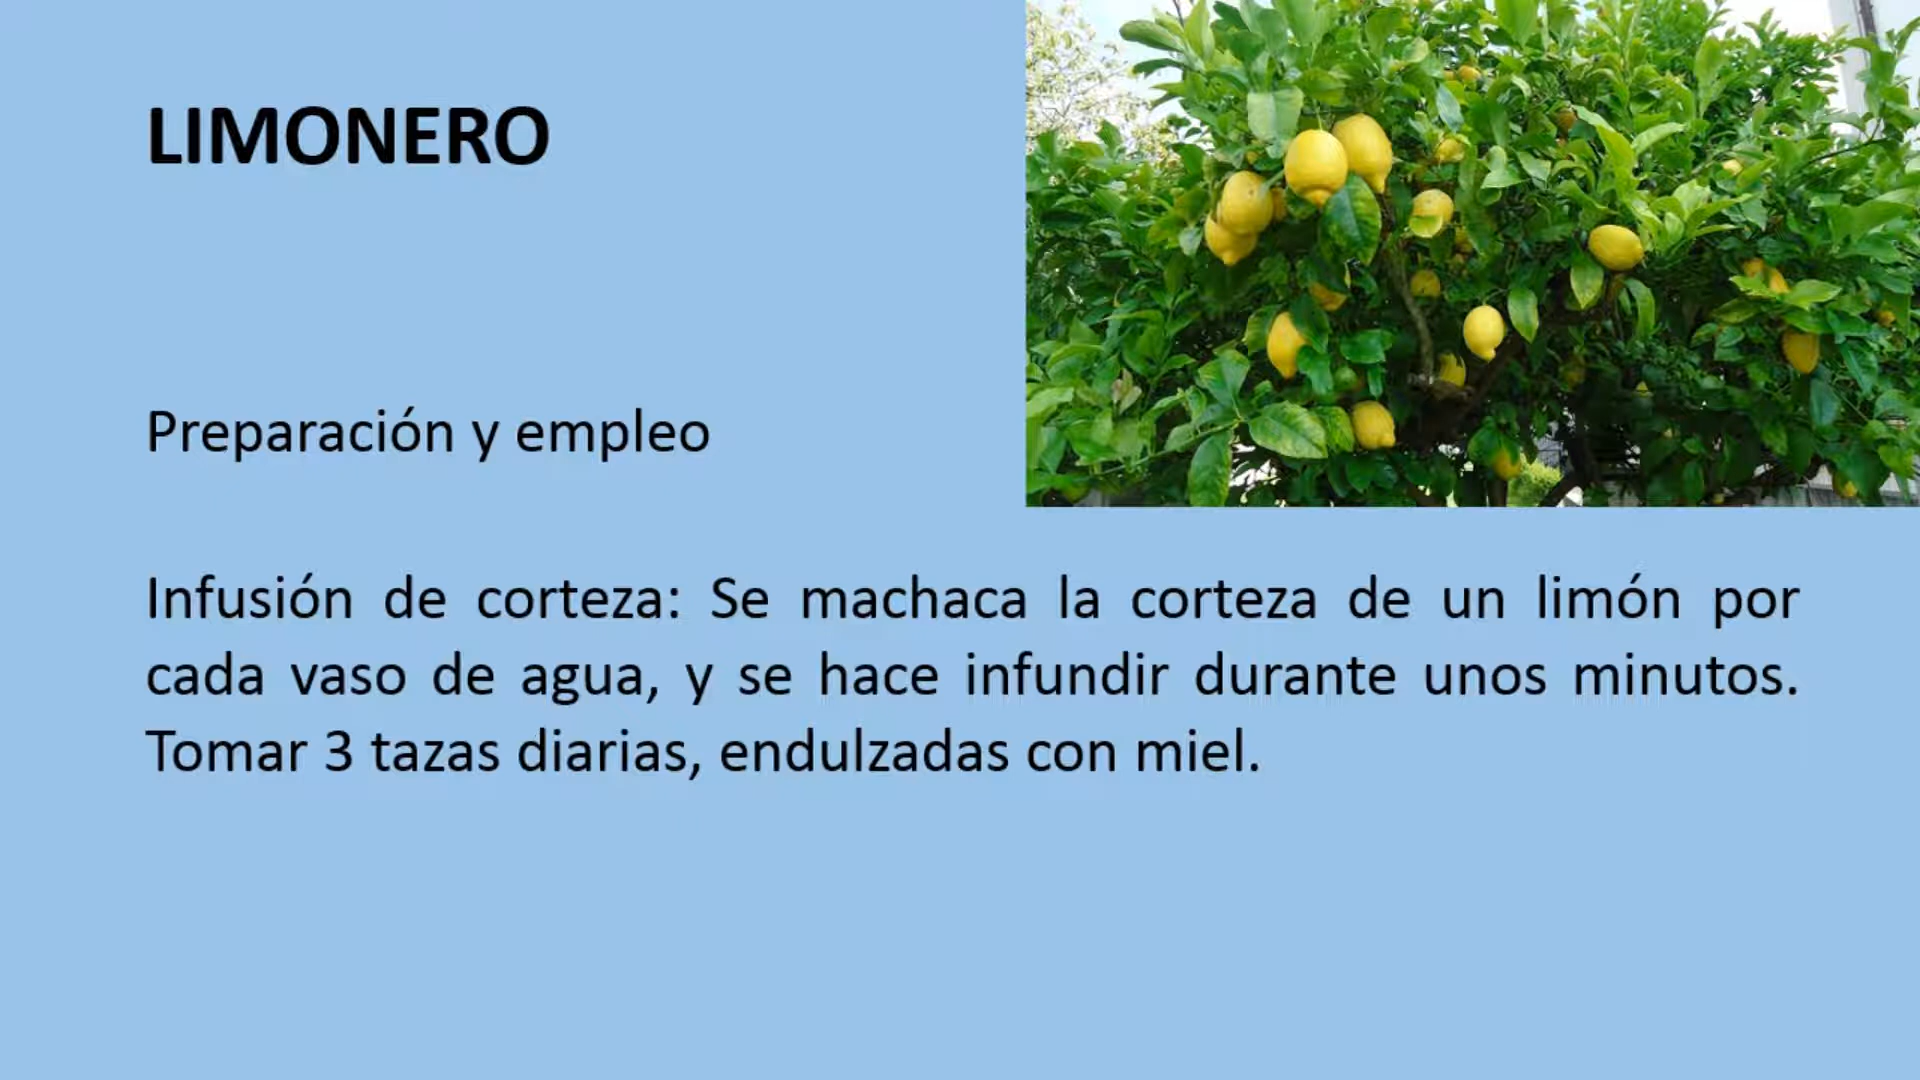 LIMONERO
Preparación y empleo
Infusión de corteza: Se machaca la corteza de un limón por
cada vaso de agua, y se hace infundir durante unos minutos.
Tomar 3 tazas diarias, endulzadas con miel.